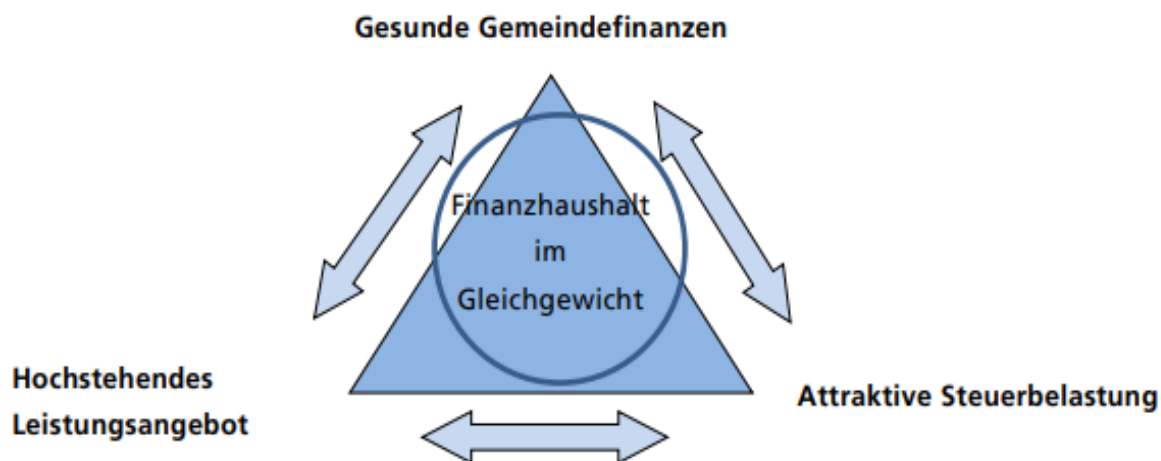 Gesunde Gemeindefinanzen
Finanzhaushalt
im
Gleichgewicht
Hochstehendes
Leistungsangebot
Attraktive Steuerbelastung